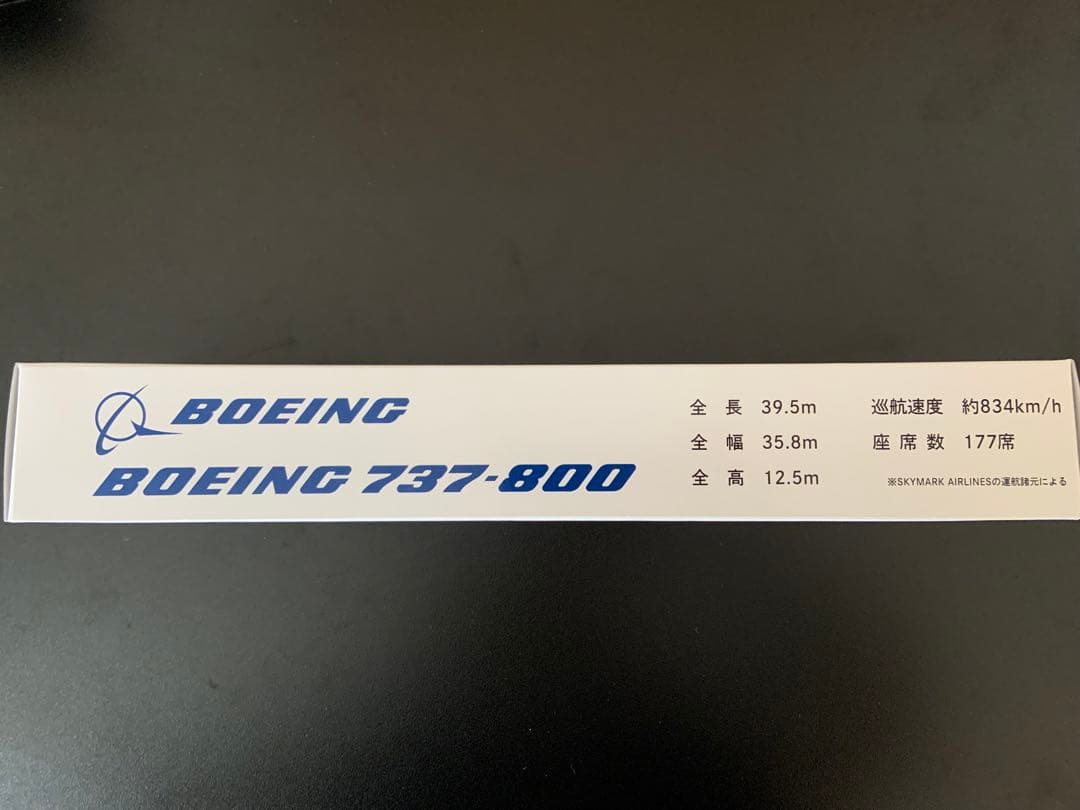 BOEING
BOEING 737-800
全 長 39.5m
全 幅 35.8m
全 高 12.5m
巡航速度 約834km/h
座席数 177席
※SKYMARK AIRLINESの運航諸元による